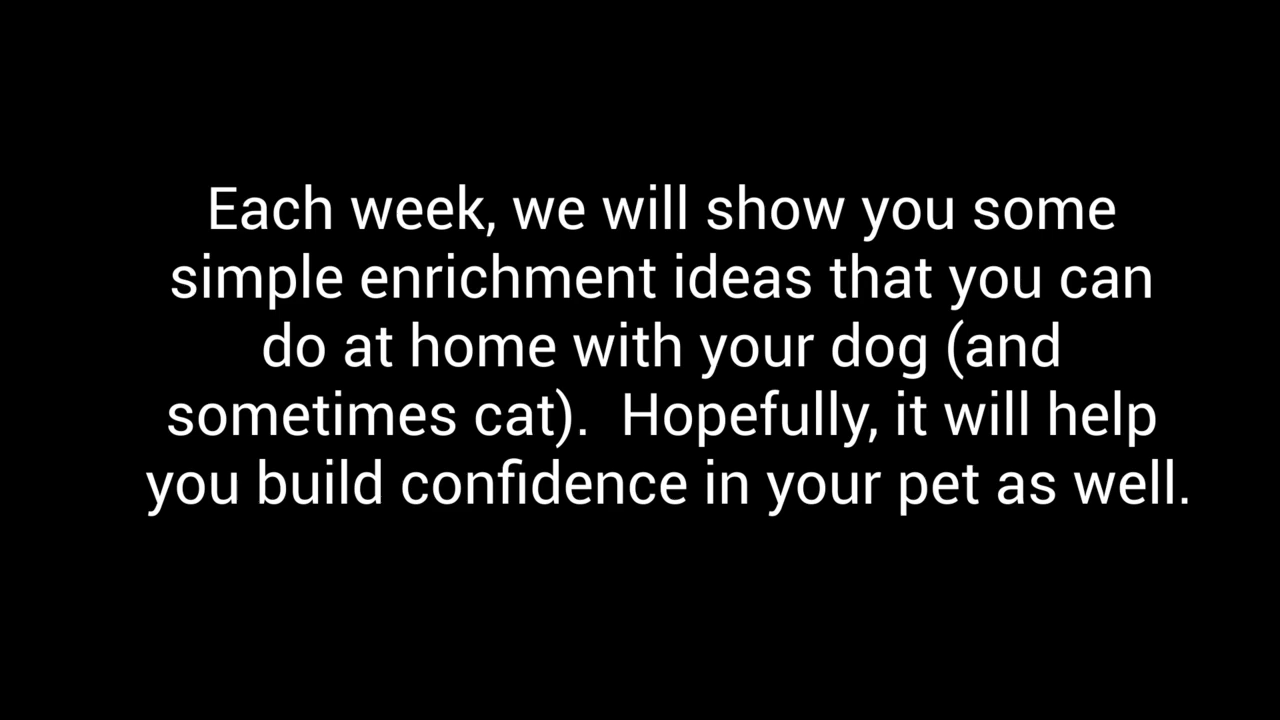 Each week, we will show you some
simple enrichment ideas that you can
do at home with your dog (and
sometimes cat).  Hopefully, it will help
you build confidence in your pet as well.